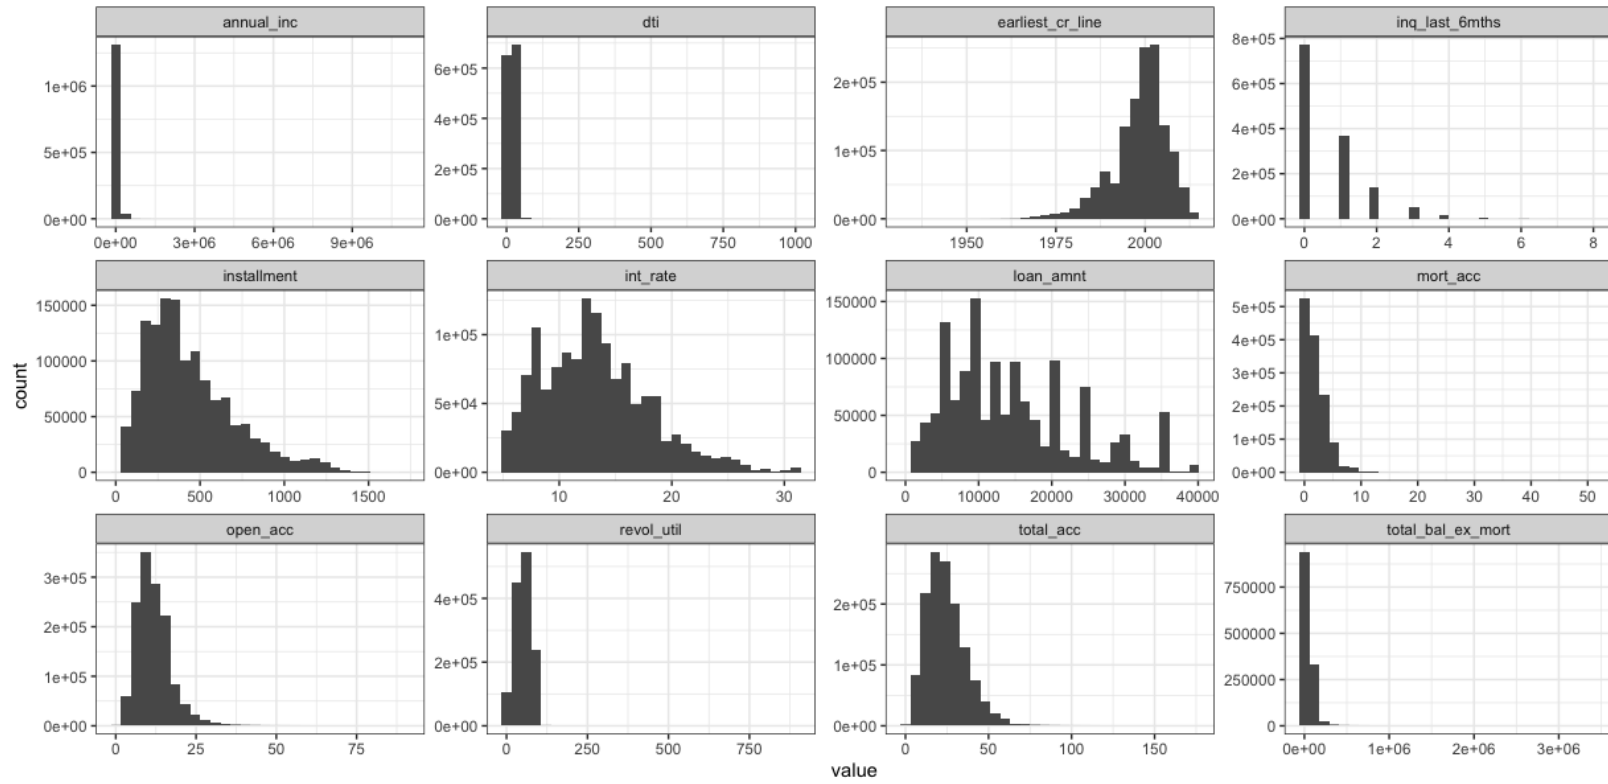 annual_inc dti earliest_cr_line inq_last_6mths
1e+06 6e+05 2e+05 8e+05
5e+05 4e+05 1e+05 6e+05
0e+00 2e+05 0e+00 4e+05
0e+00 2e+05
0e+00
0e+00 3e+06 6e+06 9e+06 0 250 500 750 1000 1950 1975 2000 0 2 4 6 8
installment int_rate loan_amnt mort_acc
150000 1e+05 150000 5e+05
100000 5e+04 100000 4e+05
50000 0e+00 50000 3e+05
0 0 2e+05
1e+05
0e+00
0 500 1000 1500 10 20 30 0 10000 20000 30000 40000 0 10 20 30 40 50
open_acc revol_util total_acc total_bal_ex_mort
3e+05 4e+05 2e+05 750000
2e+05 2e+05 1e+05 500000
1e+05 0e+00 0e+00 250000
0e+00 0
0 25 50 75 0 250 500 750 0 50 100 150 0e+00 1e+06 2e+06 3e+06
count
value